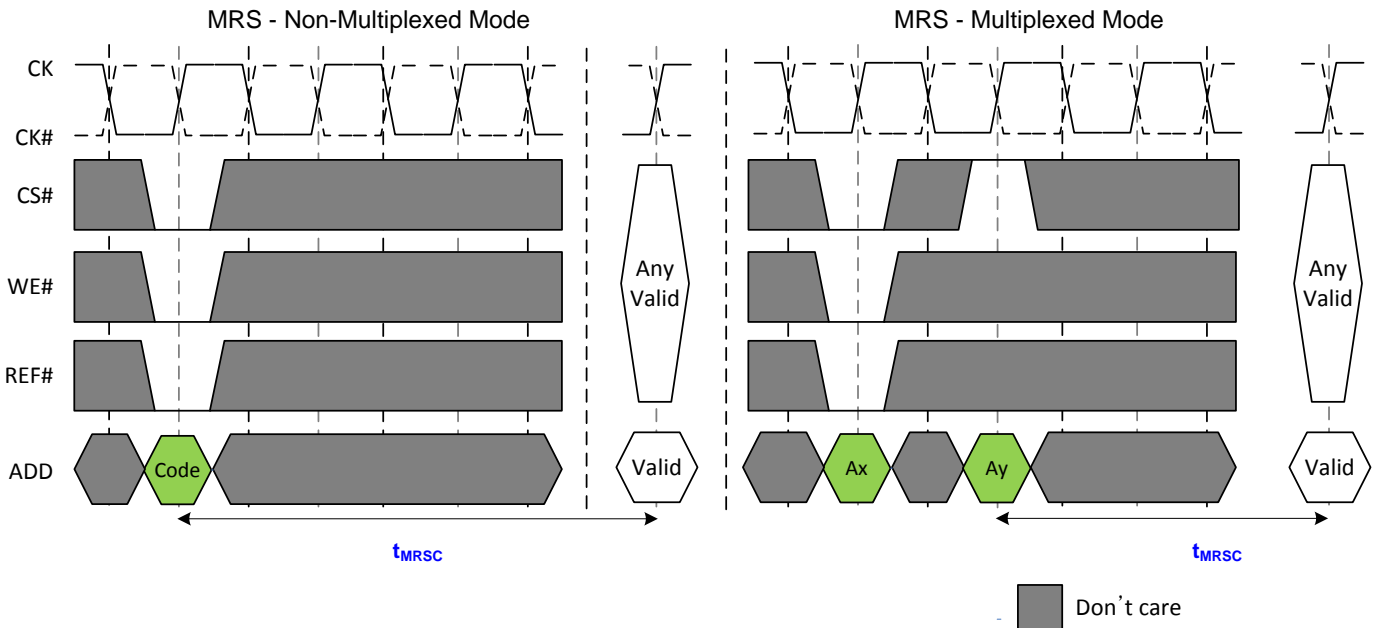 MRS - Non-Multiplexed Mode
MRS - Multiplexed Mode
CK
CK#
CS#
WE#
REF#
ADD
Any
Valid
Any
Valid
Code
Valid
Ax
Ay
Valid
tMRSC
tMRSC
Don't care